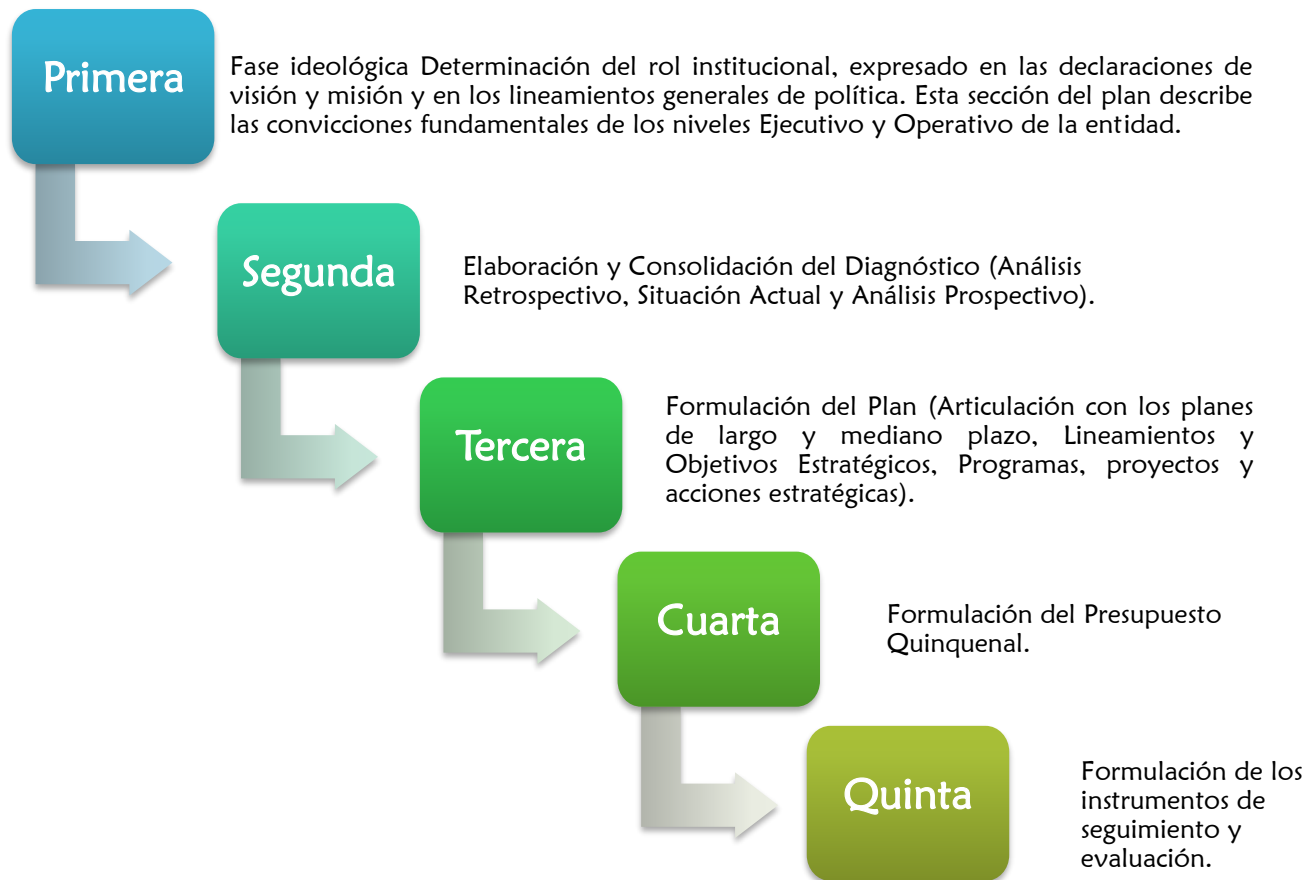 Primera
Fase ideológica Determinación del rol institucional, expresado en las declaraciones de
visión y misión y en los lineamientos generales de política. Esta sección del plan describe
las convicciones fundamentales de los niveles Ejecutivo y Operativo de la entidad.
Segunda
Elaboración y Consolidación del Diagnóstico (Análisis
Retrospectivo, Situación Actual y Análisis Prospectivo).
Tercera
Formulación del Plan (Articulación con los planes
de largo y mediano plazo, Lineamientos y
Objetivos Estratégicos, Programas, proyectos y
acciones estratégicas).
Cuarta
Formulación del Presupuesto
Quinquenal.
Quinta
Formulación de los
instrumentos de
seguimiento y
evaluación.